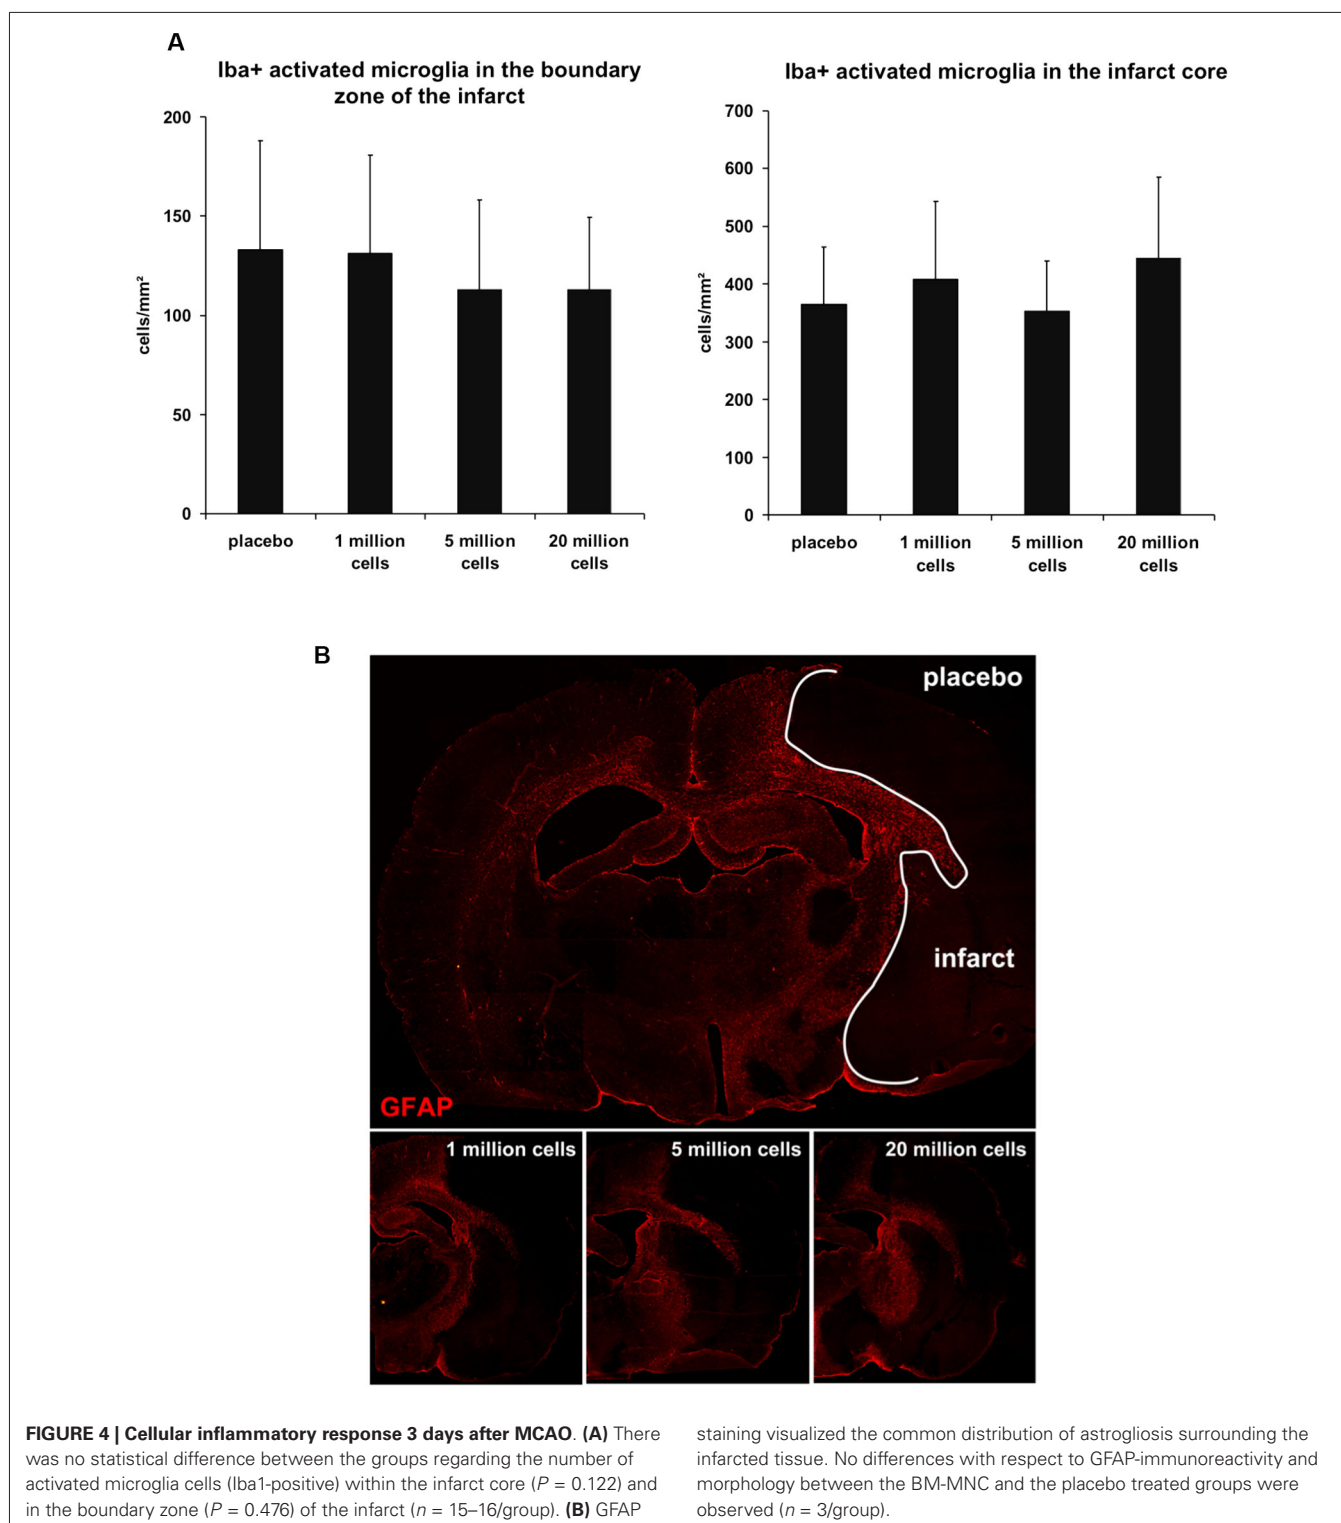 A
Iba+ activated microglia in the boundary
zone of the infarct
200
150
100
50
0
cells/mm²
placebo
1 million
cells
5 million
cells
20 million
cells
Iba+ activated microglia in the infarct core
700
600
500
400
300
200
100
0
cells/mm²
placebo
1 million
cells
5 million
cells
20 million
cells
B
placebo
infarct
GFAP
1 million cells
5 million cells
20 million cells
FIGURE 4 | Cellular inflammatory response 3 days after MCAO. (A) There
was no statistical difference between the groups regarding the number of
activated microglia cells (Iba1-positive) within the infarct core (P = 0.122) and
in the boundary zone (P = 0.476) of the infarct (n = 15–16/group). (B) GFAP
staining visualized the common distribution of astrogliosis surrounding the
infarcted tissue. No differences with respect to GFAP-immunoreactivity and
morphology between the BM-MNC and the placebo treated groups were
observed (n = 3/group).